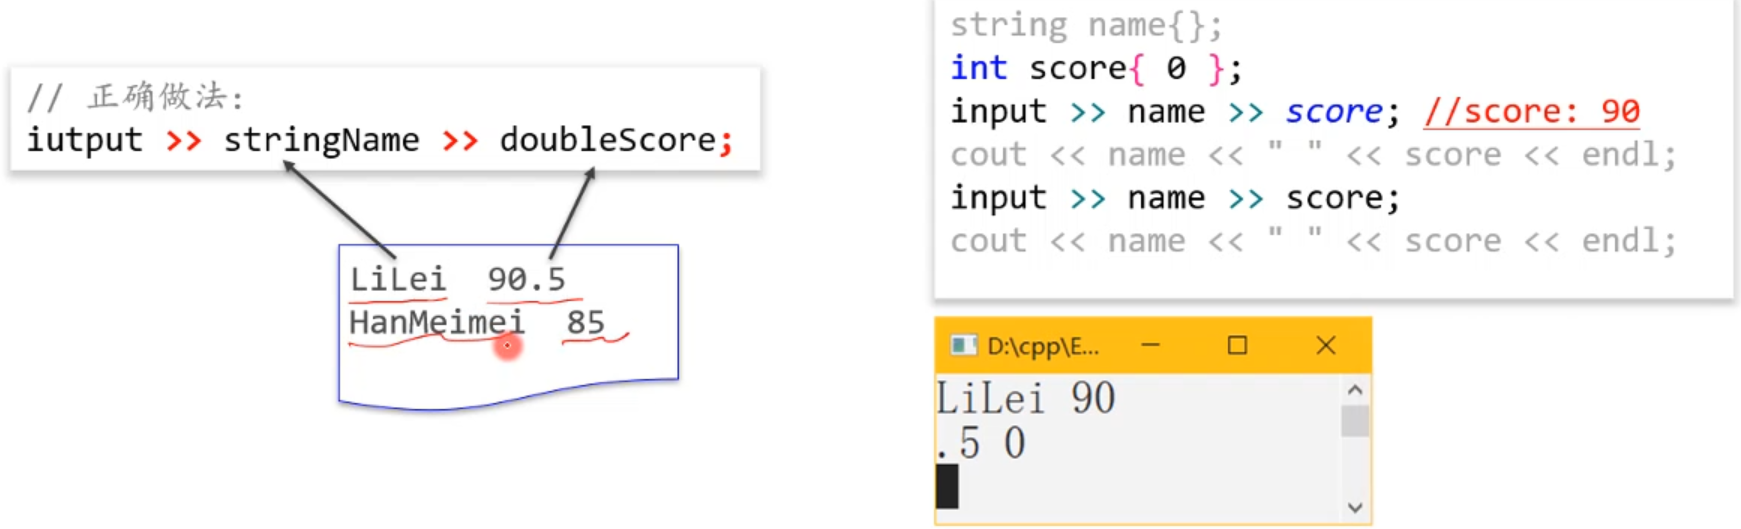 // 正确做法:
iutput >> stringName >> doubleScore;
LiLei  90.5
HanMeimei  85
string name{};
int score{ 0 };
input >> name >> score; //score: 90
cout << name << " " << score << endl;
input >> name >> score;
cout << name << " " << score << endl;
D:\cpp\E...
LiLei 90
.5 0